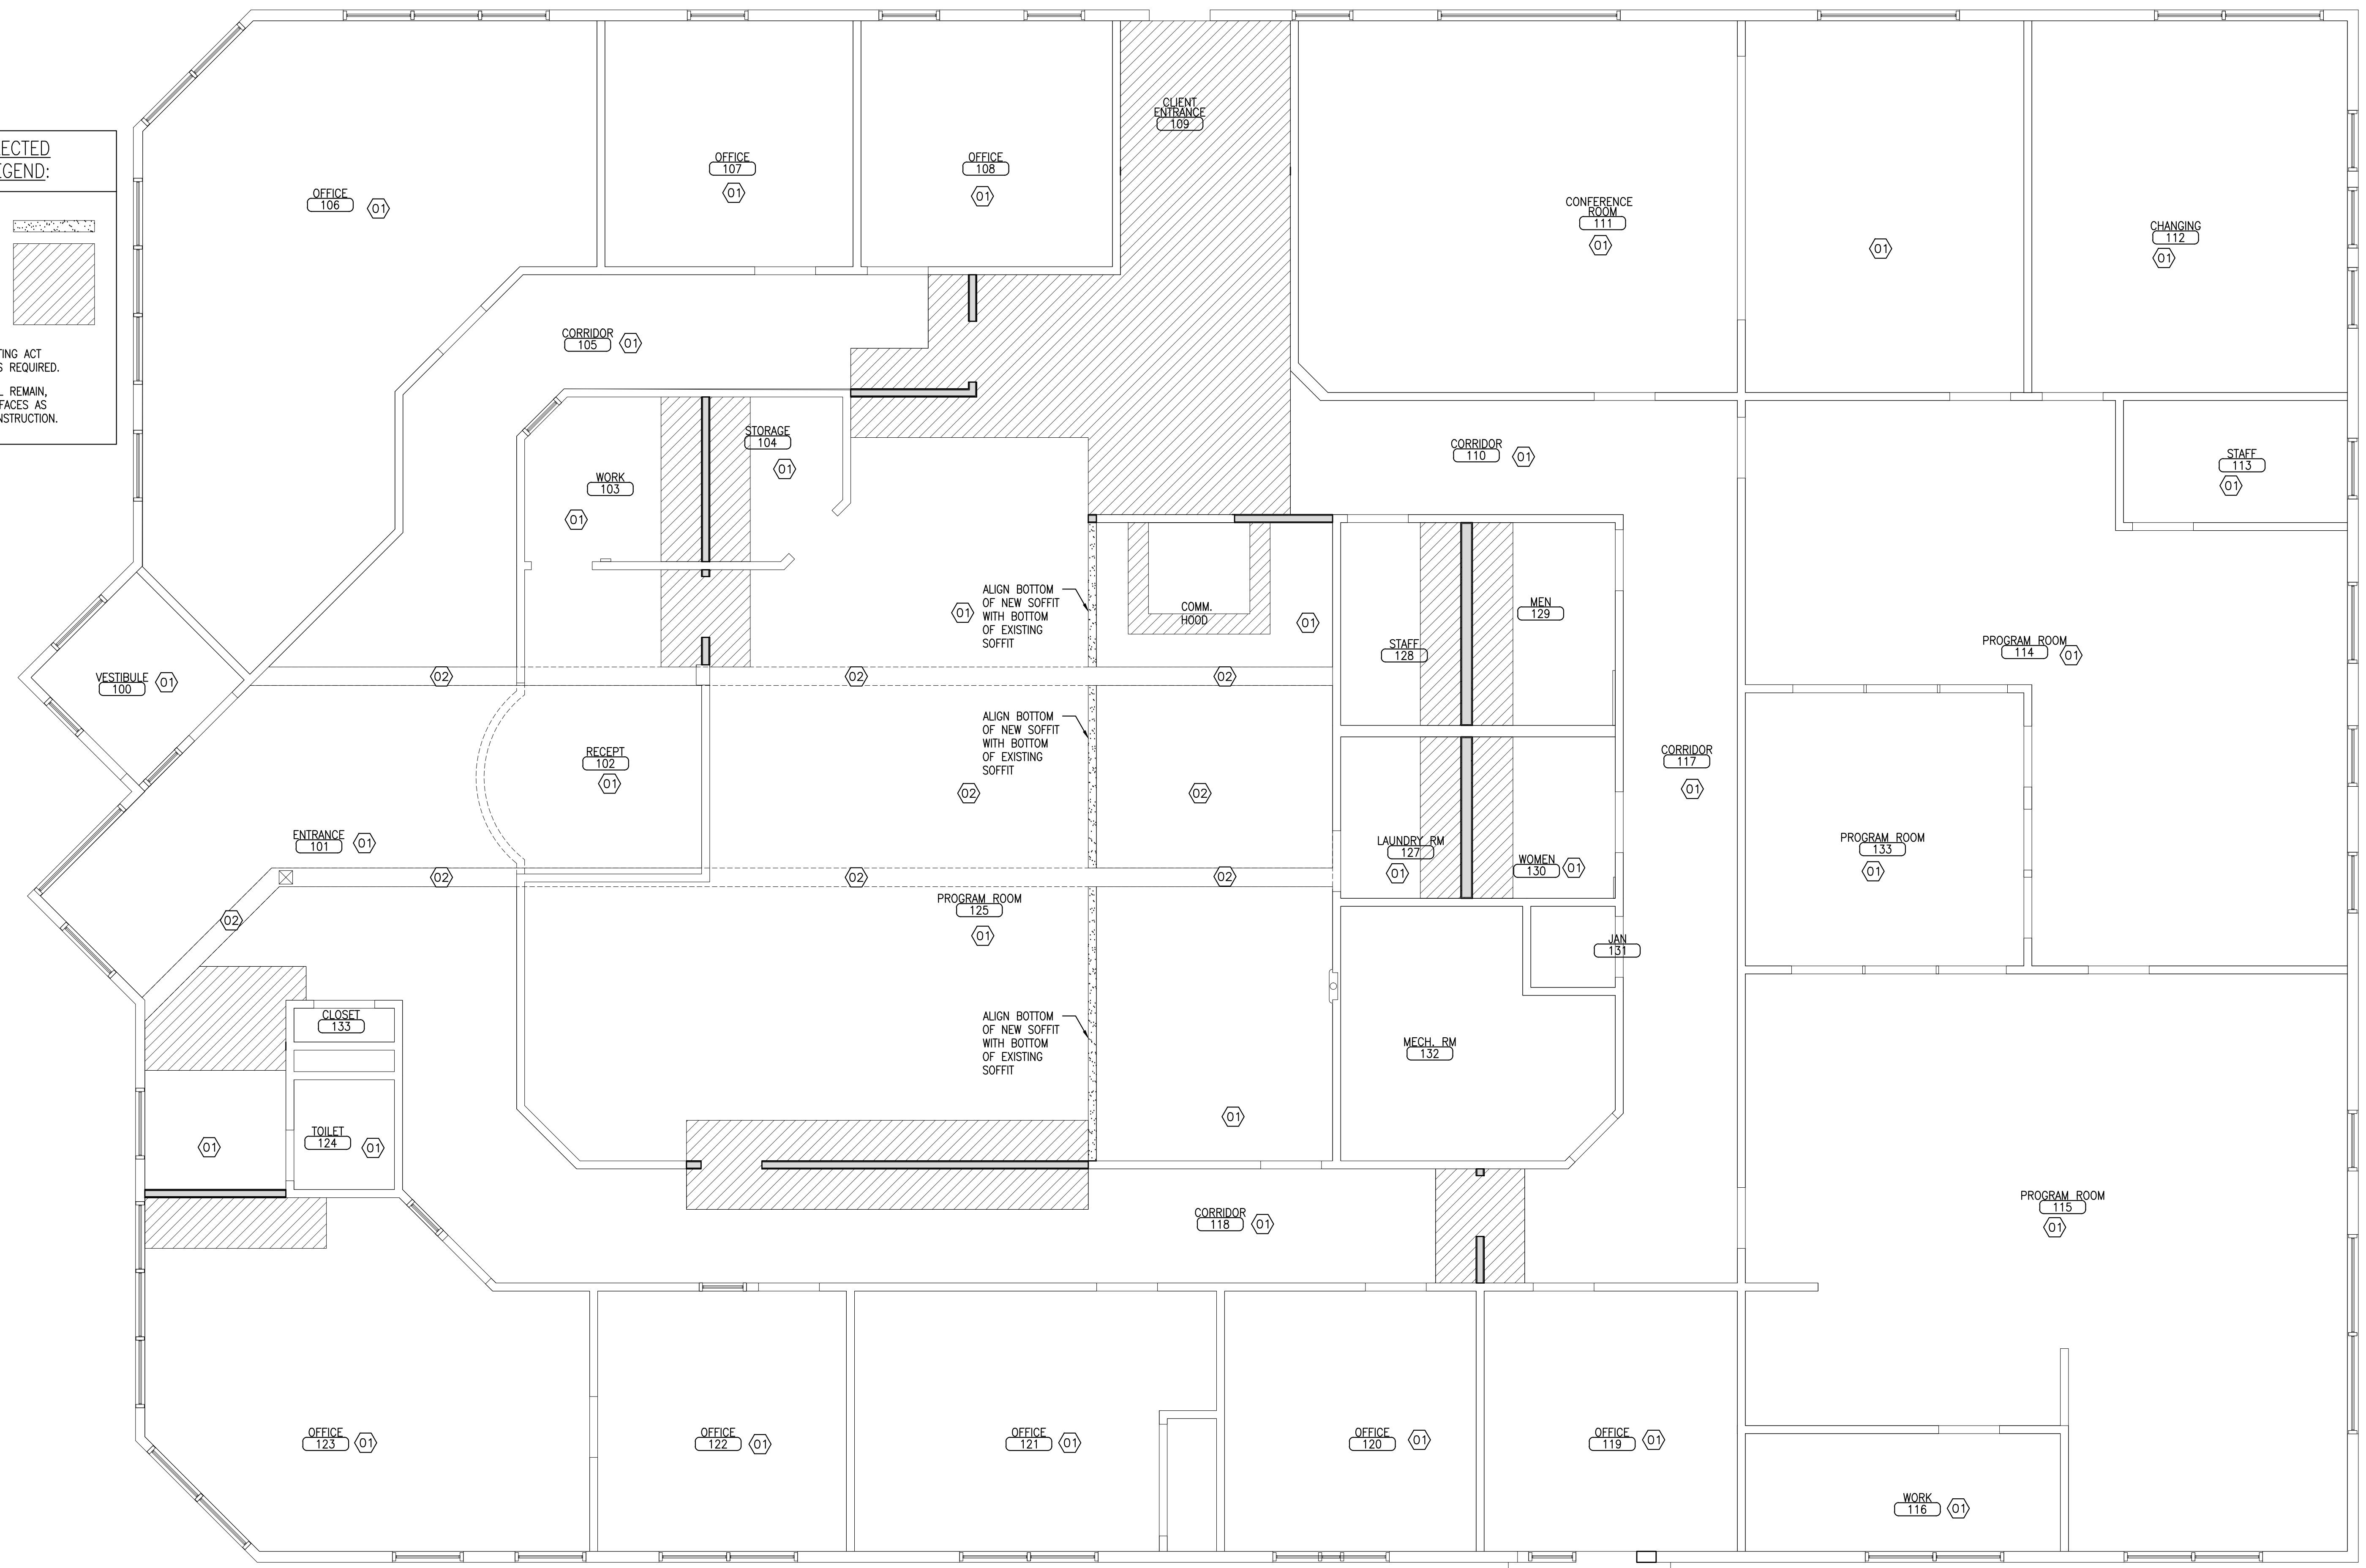 LECTED
EGEND:
TING ACT
S REQUIRED.
L REMAIN,
FACES AS
NSTRUCTION.
OFFICE
106
01
OFFICE
107
01
OFFICE
108
01
CLIENT
ENTRANCE
109
CONFERENCE
ROOM
111
01
01
CHANGING
112
01
CORRIDOR
105
01
STORAGE
104
01
WORK
103
01
CORRIDOR
110
01
STAFF
113
01
01
ALIGN BOTTOM
OF NEW SOFFIT
WITH BOTTOM
OF EXISTING
SOFFIT
COMM.
HOOD
01
MEN
129
STAFF
128
PROGRAM ROOM
114
01
VESTIBULE
100
01
02
02
02
ALIGN BOTTOM
OF NEW SOFFIT
WITH BOTTOM
OF EXISTING
SOFFIT
RECEPT
102
01
02
02
CORRIDOR
117
01
ENTRANCE
101
01
LAUNDRY RM
127
01
WOMEN
130
01
PROGRAM ROOM
133
01
02
02
02
02
PROGRAM ROOM
125
01
JAN
131
CLOSET
133
ALIGN BOTTOM
OF NEW SOFFIT
WITH BOTTOM
OF EXISTING
SOFFIT
MECH. RM
132
01
TOILET
124
01
01
CORRIDOR
118
01
PROGRAM ROOM
115
01
OFFICE
123
01
OFFICE
122
01
OFFICE
121
01
OFFICE
120
01
OFFICE
119
01
WORK
116
01